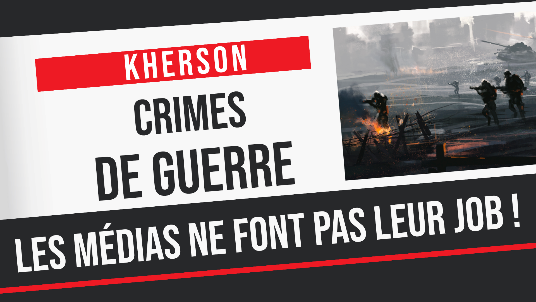 KHERSON
CRIMES
DE GUERRE
LES MÉDIAS NE FONT PAS LEUR JOB !